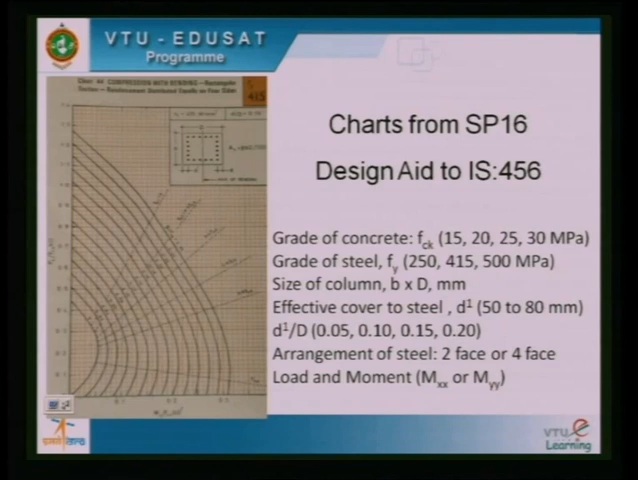 VTU - EDUSAT
Programme
Chart 44 COMPRESSION WITH BENDING — Rectangular
Section — Reinforcement Distributed Equally on Four Sides
415
Charts from SP16
Design Aid to IS:456
Grade of concrete: fck (15, 20, 25, 30 MPa)
Grade of steel, fy (250, 415, 500 MPa)
Size of column, b x D, mm
Effective cover to steel , d¹ (50 to 80 mm)
d¹/D (0.05, 0.10, 0.15, 0.20)
Arrangement of steel: 2 face or 4 face
Load and Moment (Mxx or Myy)
VTU e
Learning